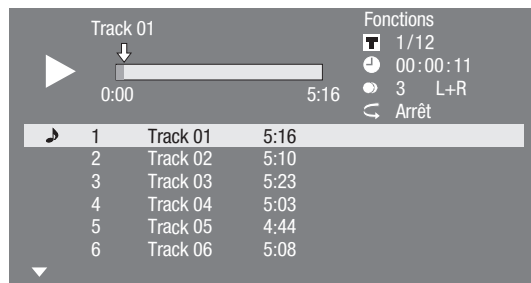 Track 01
0:00 5:16
Fonctions
T 1/12
00:00:11
3 L+R
Arrêt
1 Track 01 5:16
2 Track 02 5:10
3 Track 03 5:23
4 Track 04 5:03
5 Track 05 4:44
6 Track 06 5:08